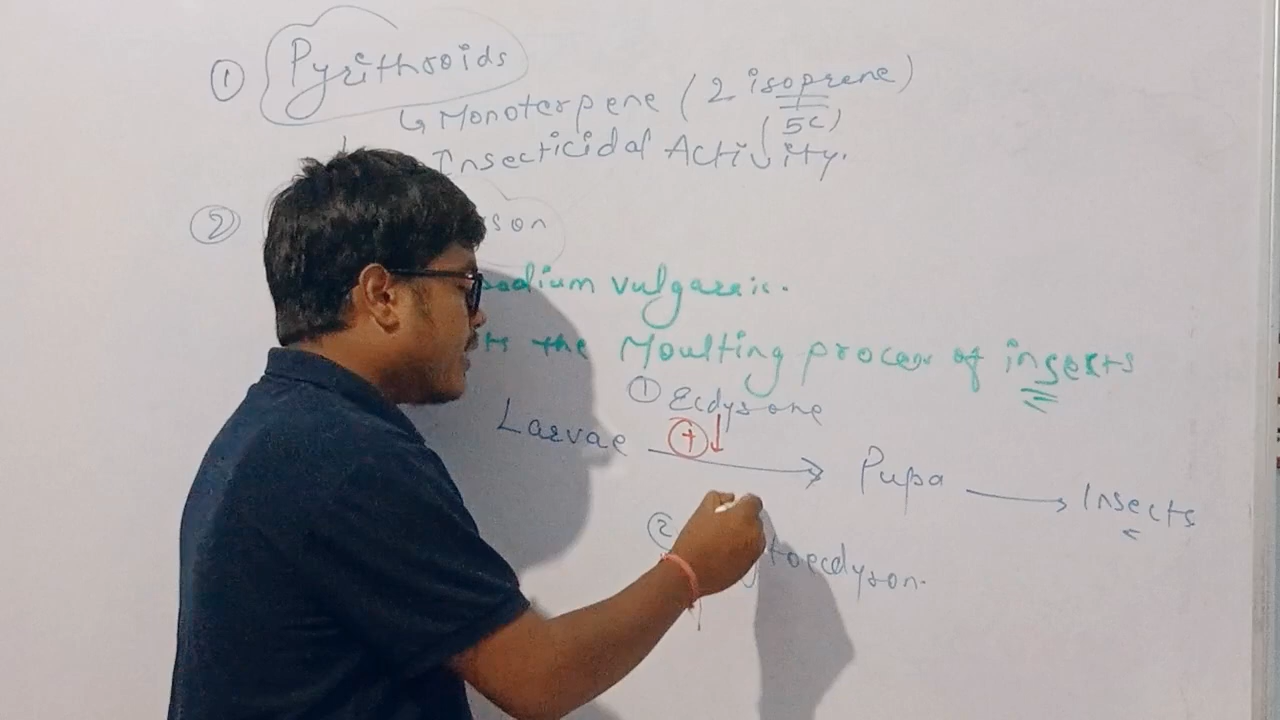 ① Pyrithroids
↳ Monoterpene (2 isoprene)
(5C)
Insecticidal Activity.
②
son
the Moulting process of insects
① Ecdysone
Larvae + → Pupa → Insects
② toecdyson.